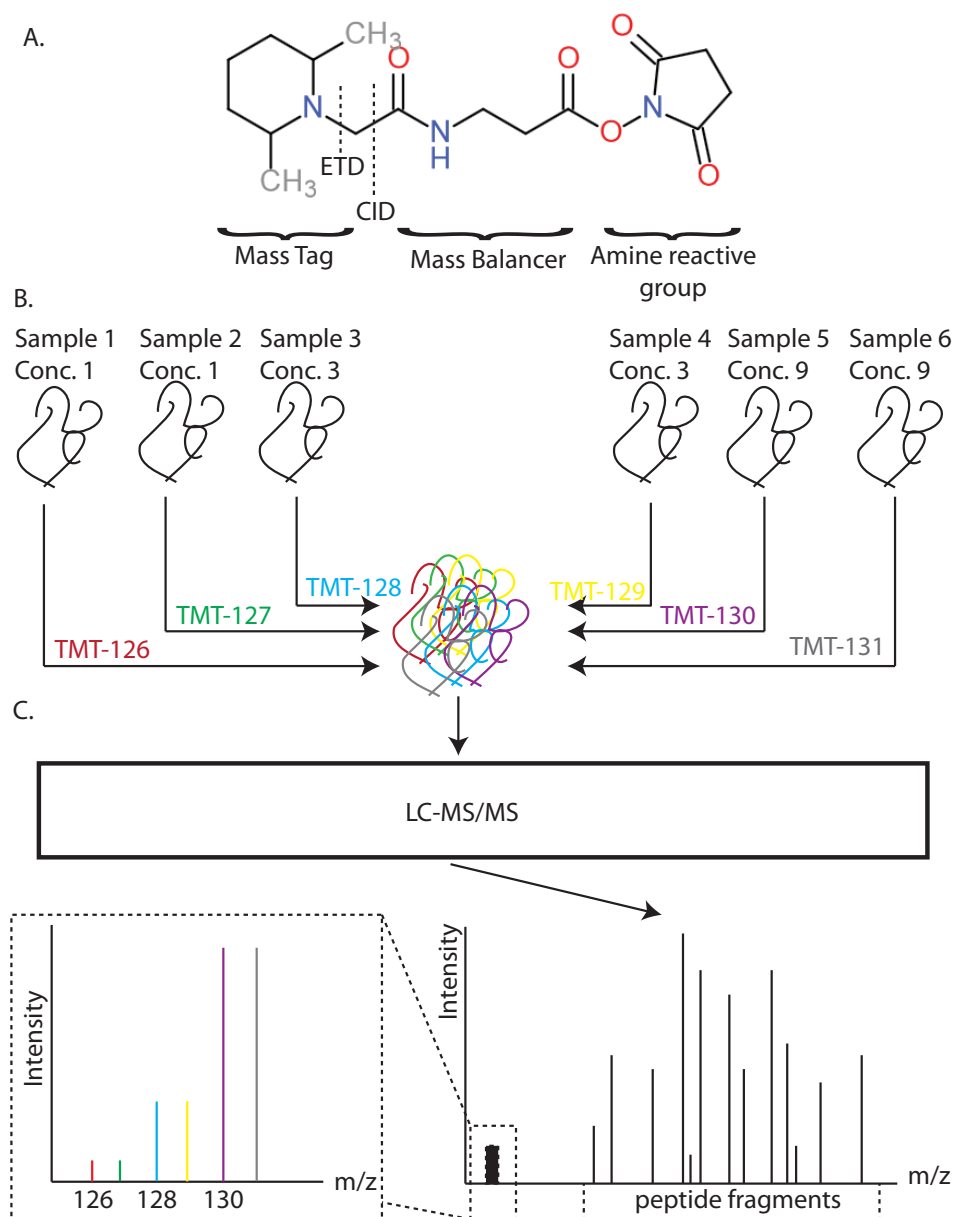 A.
CH3
O
O
O
N
N
H
O
N
O
CH3
ETD
CID
Mass Tag
Mass Balancer
Amine reactive
group
B.
Sample 1
Conc. 1
Sample 2
Conc. 1
Sample 3
Conc. 3
Sample 4
Conc. 3
Sample 5
Conc. 9
Sample 6
Conc. 9
TMT-128
TMT-129
TMT-127
TMT-130
TMT-126
TMT-131
C.
LC-MS/MS
Intensity
126
128
130
m/z
Intensity
m/z
peptide fragments